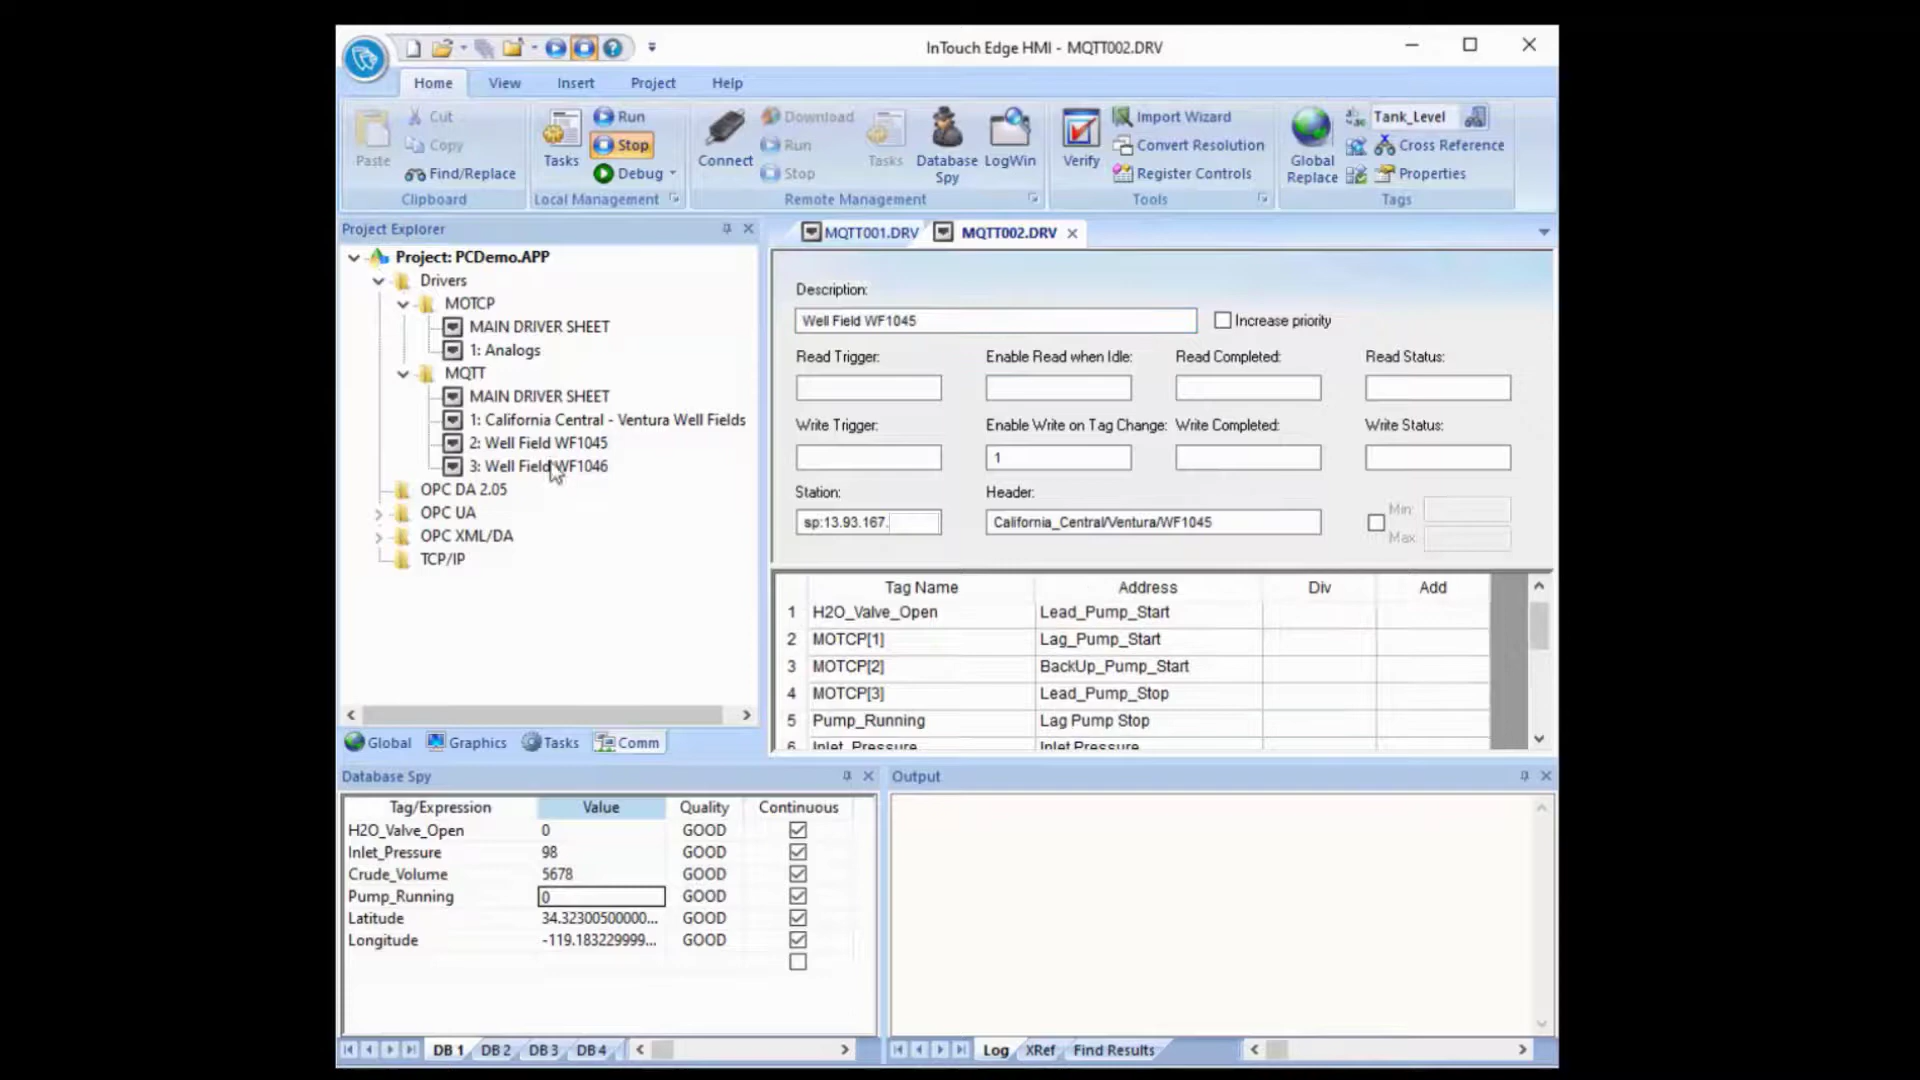 InTouch Edge HMI - MQTT002.DRV
Home View Insert Project Help
Paste Cut Copy Find/Replace Clipboard
Tasks Run Stop Debug Local Management
Connect Download Run Stop Tasks Database Spy LogWin Remote Management
Verify Import Wizard Convert Resolution Register Controls Tools
Global Replace Tank_Level Cross Reference Properties Tags
Project Explorer
Project: PCDemo.APP
Drivers
MOTCP
MAIN DRIVER SHEET
1: Analogs
MQTT
MAIN DRIVER SHEET
1: California Central - Ventura Well Fields
2: Well Field WF1045
3: Well Field WF1046
OPC DA 2.05
OPC UA
OPC XML/DA
TCP/IP
Global Graphics Tasks Comm
MQTT001.DRV MQTT002.DRV
Description:
Well Field WF1045 Increase priority
Read Trigger: Enable Read when Idle: Read Completed: Read Status:
Write Trigger: Enable Write on Tag Change: Write Completed: Write Status:
1
Station: Header:
sp:13.93.167. California_Central/Ventura/WF1045
Min:
Max:
Tag Name Address Div Add
1 H2O_Valve_Open Lead_Pump_Start
2 MOTCP[1] Lag_Pump_Start
3 MOTCP[2] BackUp_Pump_Start
4 MOTCP[3] Lead_Pump_Stop
5 Pump_Running Lag Pump Stop
6 Inlet_Pressure Inlet Pressure
Database Spy
Tag/Expression Value Quality Continuous
H2O_Valve_Open 0 GOOD
Inlet_Pressure 98 GOOD
Crude_Volume 5678 GOOD
Pump_Running 0 GOOD
Latitude 34.32300500000... GOOD
Longitude -119.183229999... GOOD
DB 1 DB 2 DB 3 DB 4
Output
Log XRef Find Results